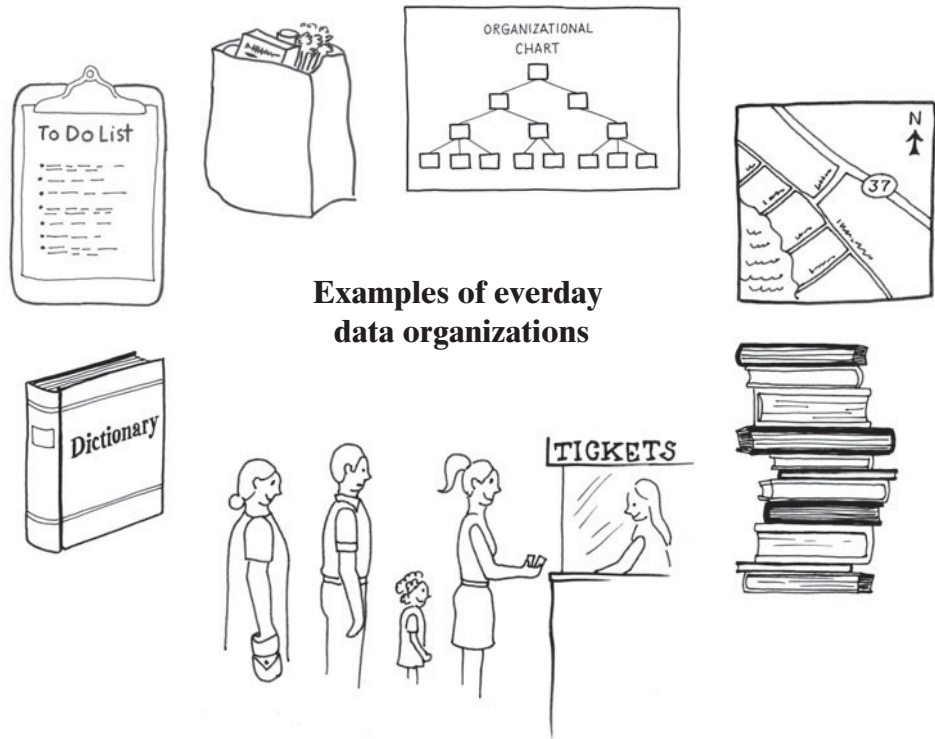 ORGANIZATIONAL
CHART
To Do List
N
37
Examples of everday
data organizations
Dictionary
TICKETS